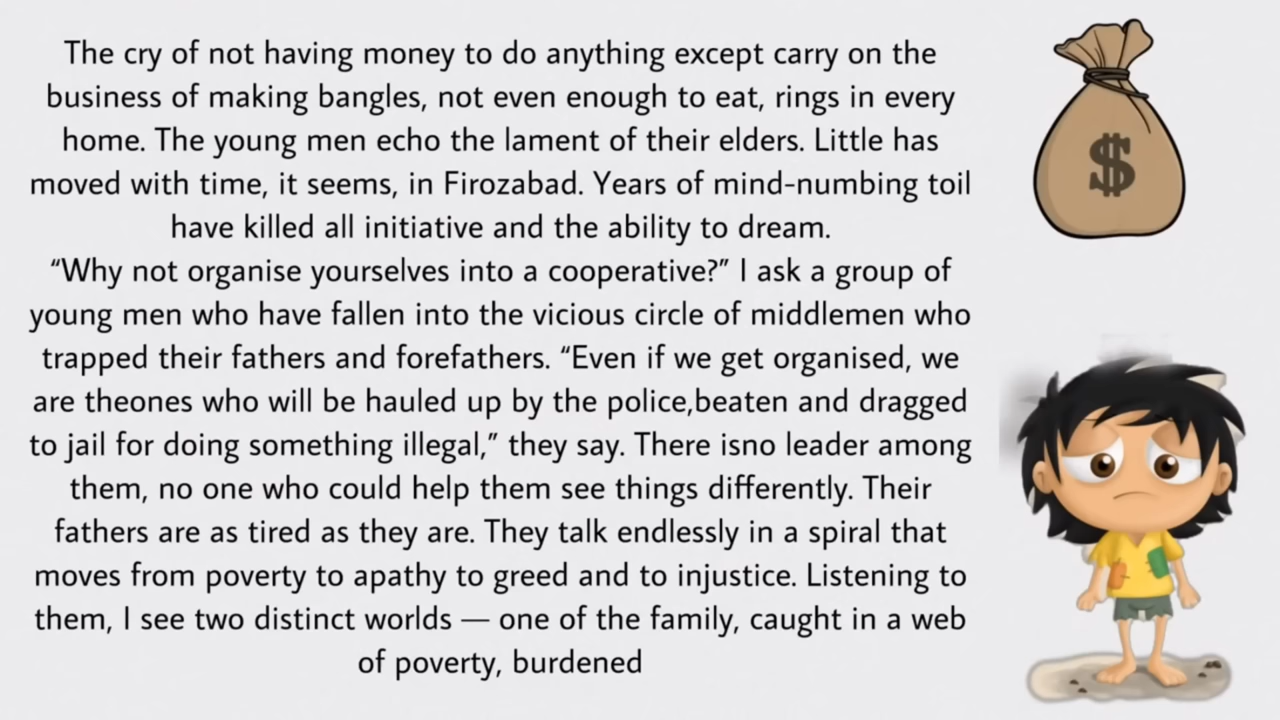 The cry of not having money to do anything except carry on the
business of making bangles, not even enough to eat, rings in every
home. The young men echo the lament of their elders. Little has
moved with time, it seems, in Firozabad. Years of mind-numbing toil
have killed all initiative and the ability to dream.
“Why not organise yourselves into a cooperative?” I ask a group of
young men who have fallen into the vicious circle of middlemen who
trapped their fathers and forefathers. “Even if we get organised, we
are theones who will be hauled up by the police,beaten and dragged
to jail for doing something illegal,” they say. There isno leader among
them, no one who could help them see things differently. Their
fathers are as tired as they are. They talk endlessly in a spiral that
moves from poverty to apathy to greed and to injustice. Listening to
them, I see two distinct worlds — one of the family, caught in a web
of poverty, burdened
$